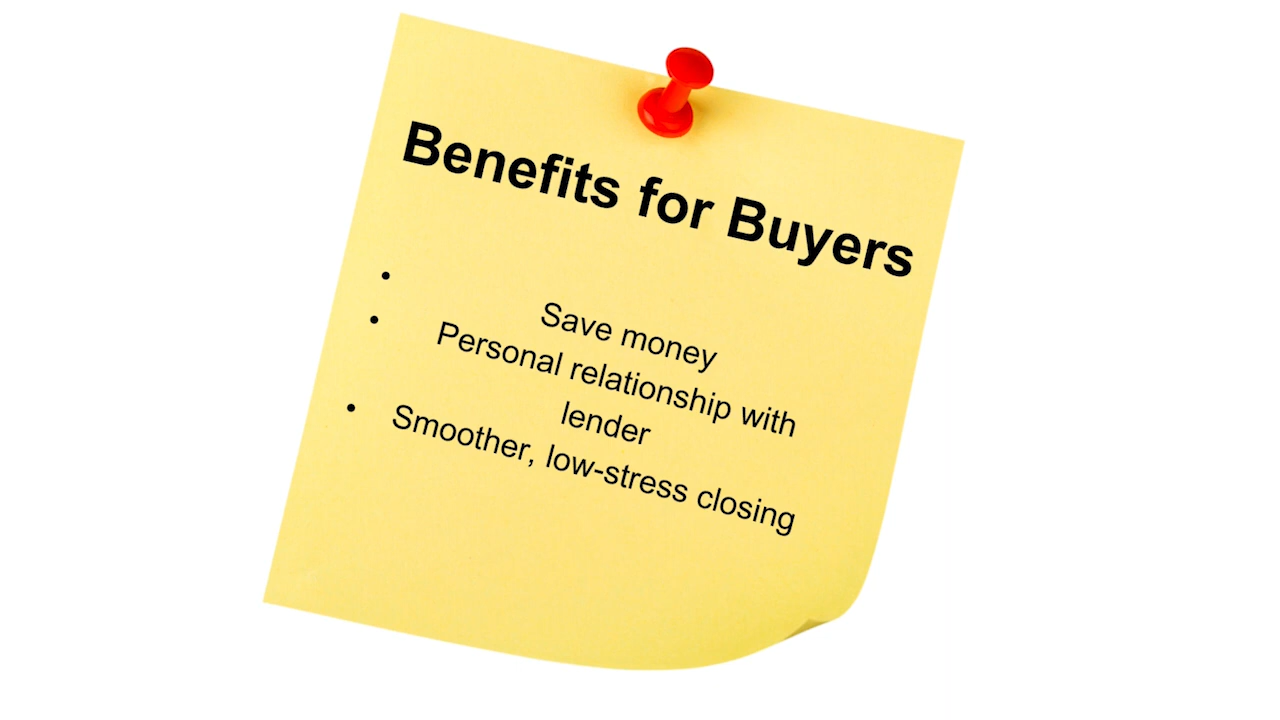 Benefits for Buyers
• Save money
• Personal relationship with
lender
• Smoother, low-stress closing